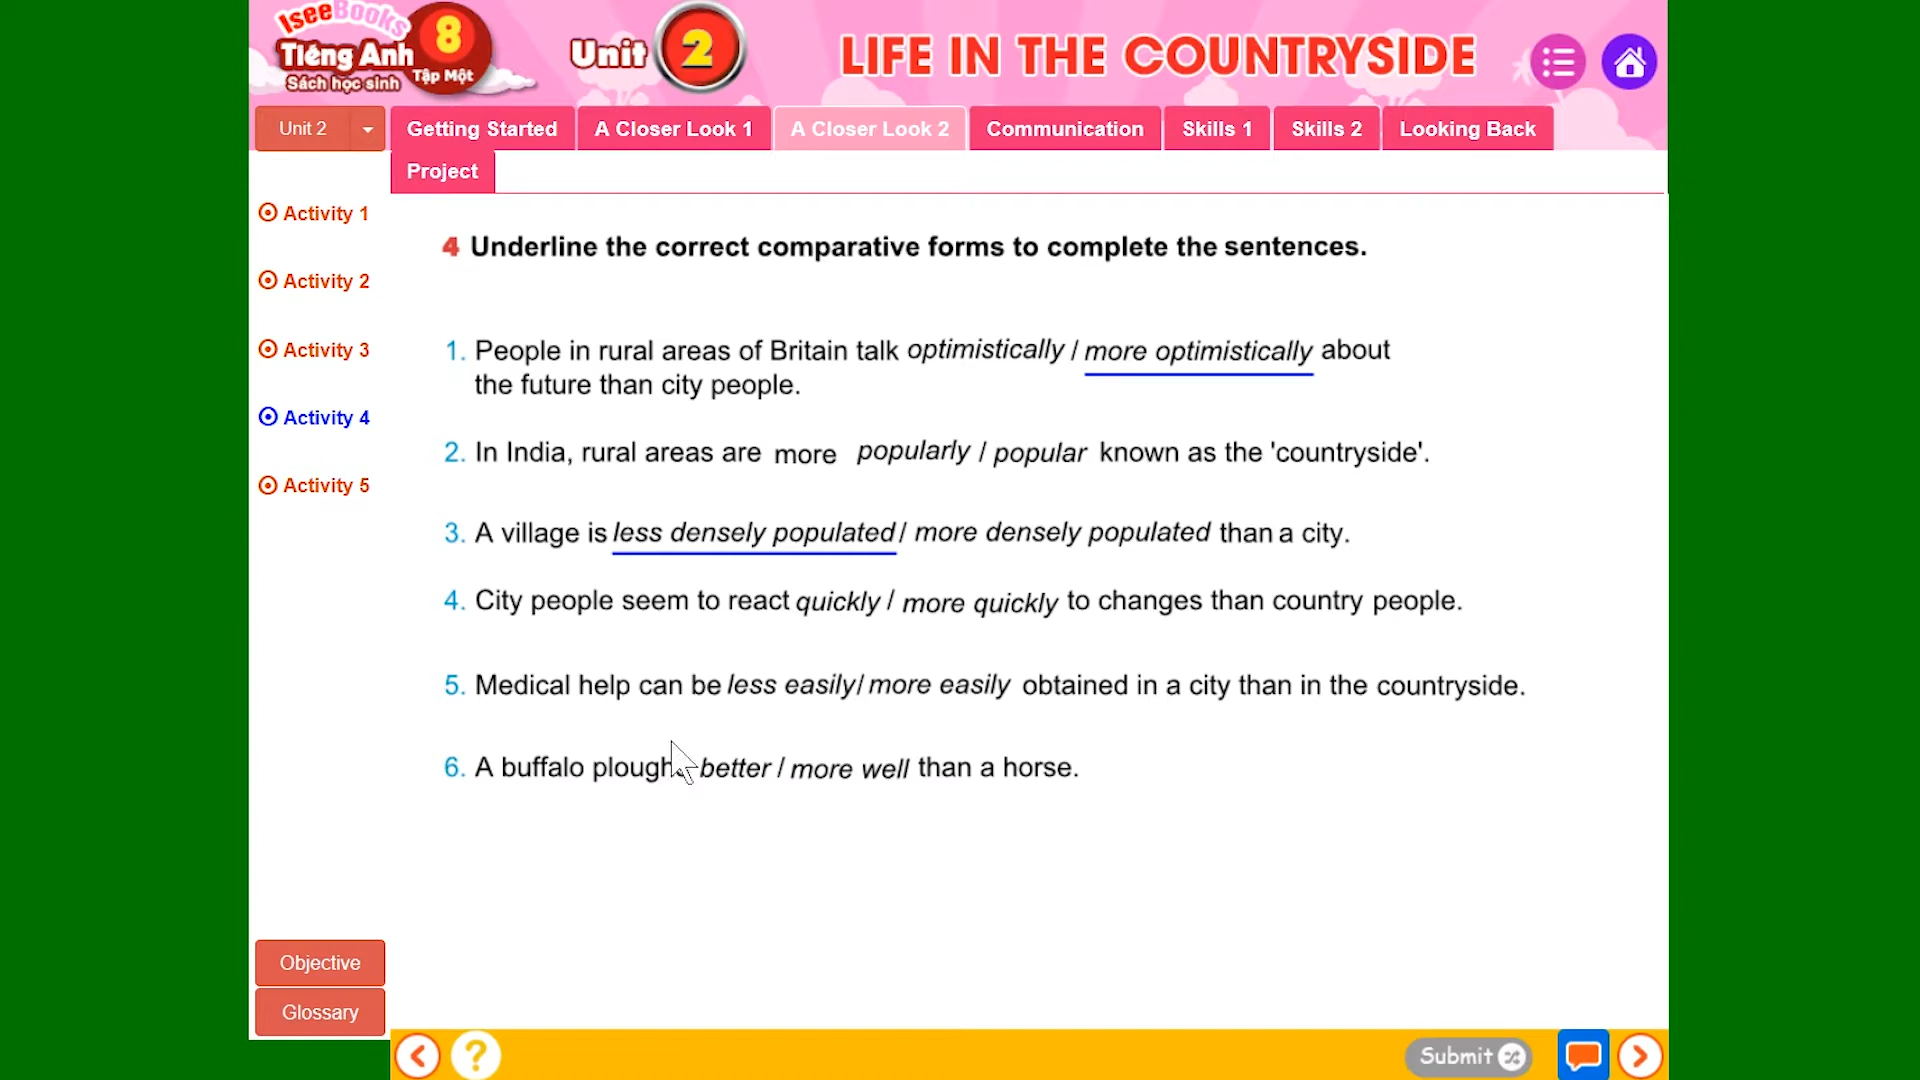 IseeBooks
Tiếng Anh 8
Sách học sinh Tập Một
Unit 2
LIFE IN THE COUNTRYSIDE
Unit 2
Getting Started
A Closer Look 1
A Closer Look 2
Communication
Skills 1
Skills 2
Looking Back
Project
Activity 1
Activity 2
Activity 3
Activity 4
Activity 5
4 Underline the correct comparative forms to complete the sentences.
1. People in rural areas of Britain talk optimistically / more optimistically about
the future than city people.
2. In India, rural areas are more popularly / popular known as the 'countryside'.
3. A village is less densely populated / more densely populated than a city.
4. City people seem to react quickly / more quickly to changes than country people.
5. Medical help can be less easily / more easily obtained in a city than in the countryside.
6. A buffalo better / more well than a horse.
Objective
Glossary
?
Submit